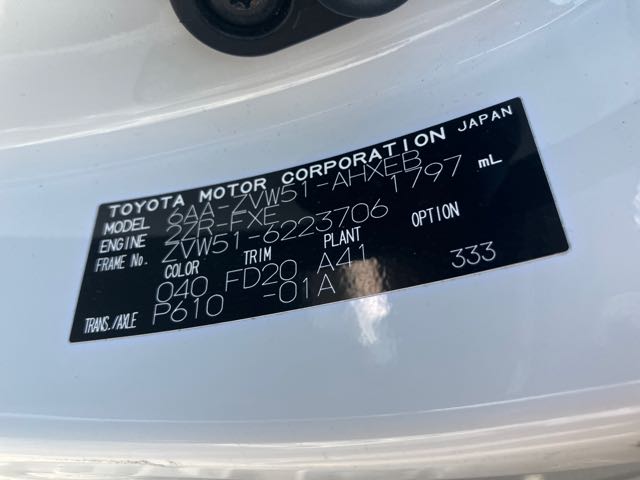 TOYOTA MOTOR CORPORATION JAPAN
MODEL 6AA-ZVW51-AHXEB
ENGINE 2ZR-FXE 1797 mL
FRAME No. ZVW51-6223706
COLOR TRIM PLANT OPTION
040 FD20 A41 333
TRANS./AXLE P610 -01A